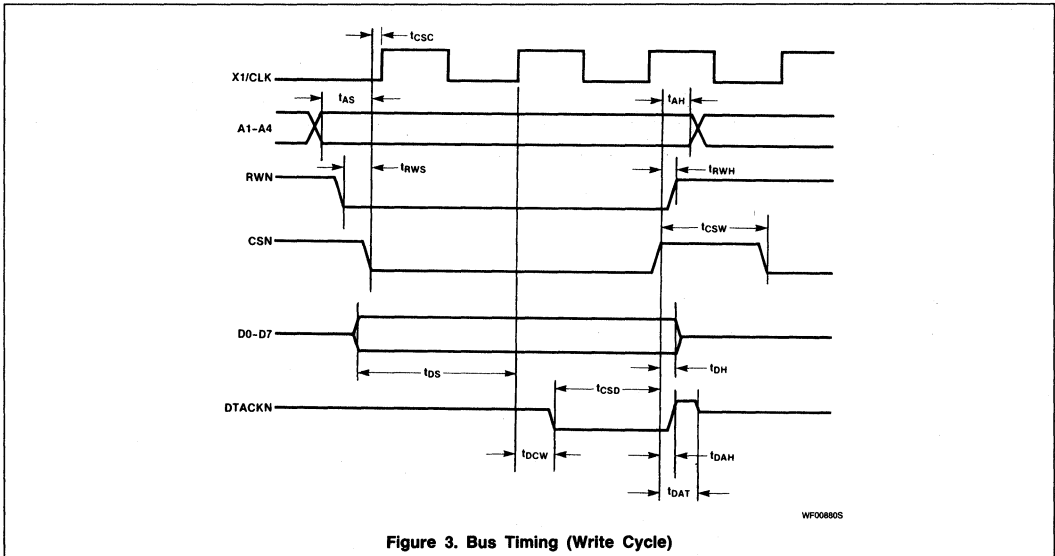 tCSC
X1/CLK
tAS
tAH
A1–A4
tRWS
tRWH
RWN
tCSW
CSN
D0–D7
tDS
tDH
tCSD
DTACKN
tDCW
tDAH
tDAT
WF00880S
Figure 3. Bus Timing (Write Cycle)